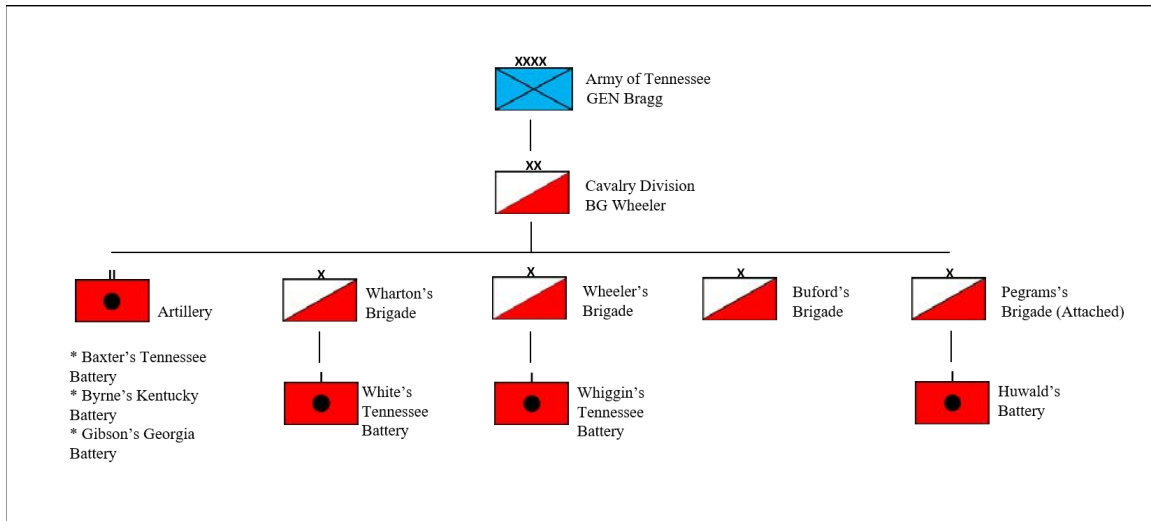 XXXX
Army of Tennessee
GEN Bragg
XX
Cavalry Division
BG Wheeler
II
Artillery
X
Wharton’s
Brigade
X
Wheeler’s
Brigade
X
Buford’s
Brigade
X
Pegrams’s
Brigade (Attached)
* Baxter’s Tennessee
Battery
* Byrne’s Kentucky
Battery
* Gibson’s Georgia
Battery
I
White’s
Tennessee
Battery
I
Whiggin’s
Tennessee
Battery
I
Huwald’s
Battery